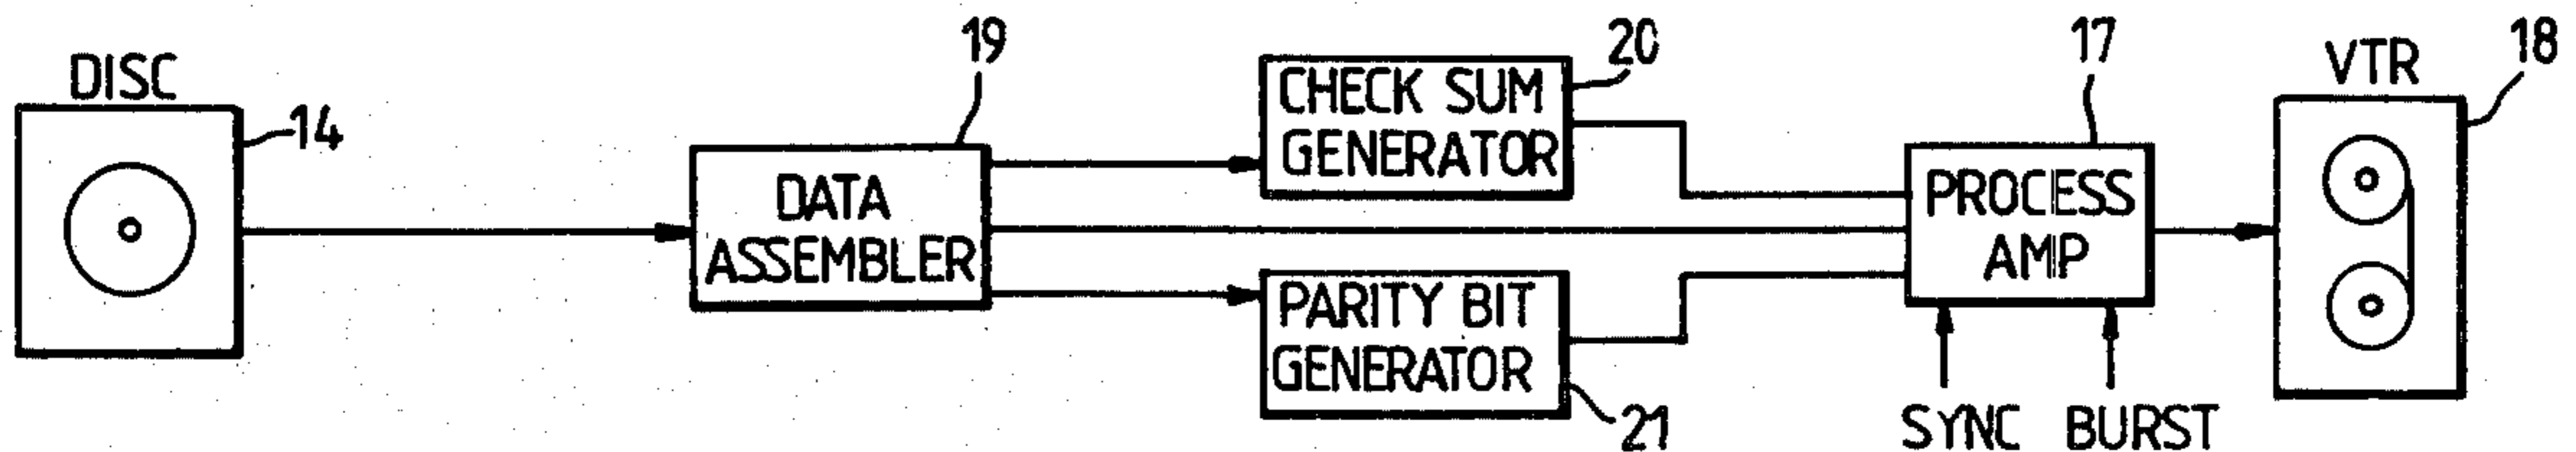 DISC
14
19
DATA
ASSEMBLER
20
CHECK SUM
GENERATOR
PARITY BIT
GENERATOR
21
17
PROCESS
AMP
SYNC BURST
VTR
18